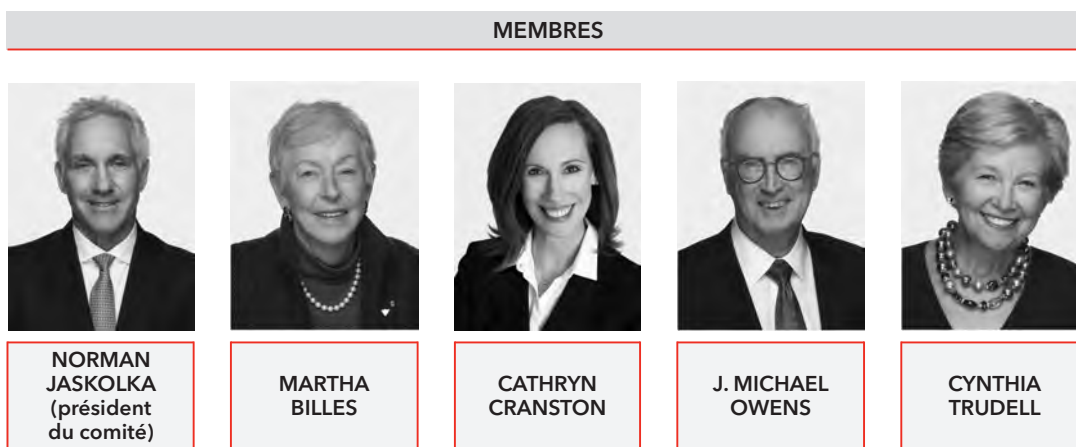 MEMBRES
NORMAN
JASKOLKA
(président
du comité)
MARTHA
BILLES
CATHRYN
CRANSTON
J. MICHAEL
OWENS
CYNTHIA
TRUDELL